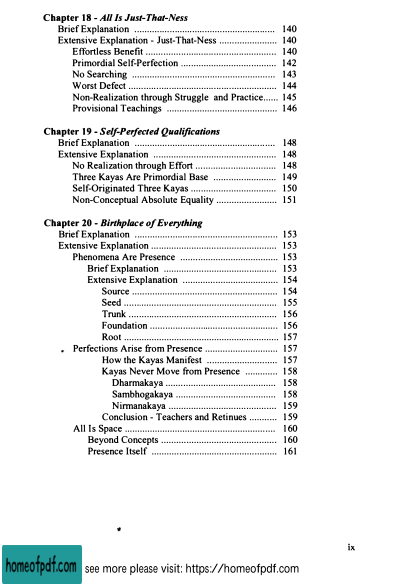 Chapter 18 - All Is Just-That-Ness
Brief Explanation ........................................................ 140
Extensive Explanation - Just-That-Ness ....................... 140
Effortless Benefit .................................................... 140
Primordial Self-Perfection ...................................... 142
No Searching ......................................................... 143
Worst Defect ........................................................... 144
Non-Realization through Struggle and Practice...... 145
Provisional Teachings ............................................ 146
Chapter 19 - Self-Perfected Qualifications
Brief Explanation ........................................................ 148
Extensive Explanation ................................................. 148
No Realization through Effort ................................ 148
Three Kayas Are Primordial Base ......................... 149
Self-Originated Three Kayas .................................. 150
Non-Conceptual Absolute Equality ........................ 151
Chapter 20 - Birthplace of Everything
Brief Explanation ........................................................ 153
Extensive Explanation .................................................. 153
Phenomena Are Presence ....................................... 153
Brief Explanation ............................................. 153
Extensive Explanation ...................................... 154
Source .......................................................... 154
Seed ............................................................. 155
Trunk ........................................................... 156
Foundation ................................................... 156
Root .............................................................. 157
Perfections Arise from Presence ............................. 157
How the Kayas Manifest ............................ 157
Kayas Never Move from Presence ............. 158
Dharmakaya ............................................ 158
Sambhogakaya ........................................ 158
Nirmanakaya ........................................... 159
Conclusion - Teachers and Retinues ........... 159
All Is Space ............................................................ 160
Beyond Concepts .............................................. 160
Presence Itself .................................................. 161
ix
homeofpdf.com see more please visit: https://homeofpdf.com